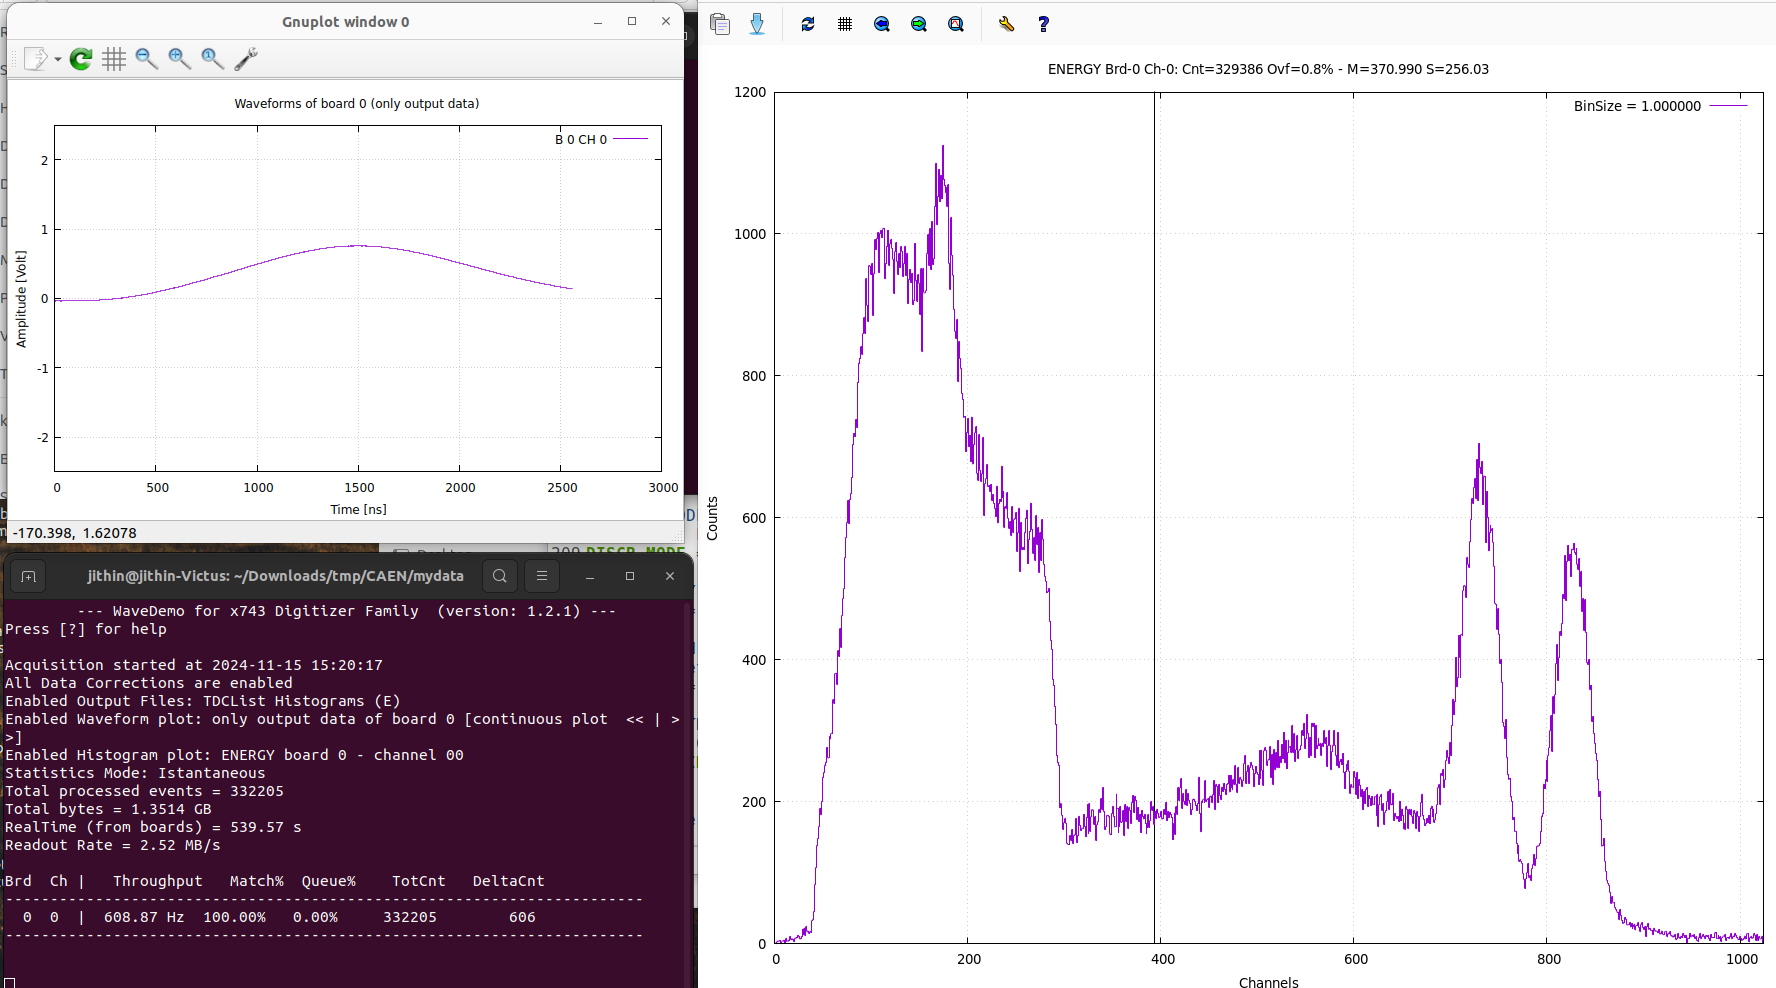 Gnuplot window 0
Waveforms of board 0 (only output data)
B 0 CH 0
Amplitude [Volt]
2
1
0
-1
-2
0 500 1000 1500 2000 2500 3000
Time [ns]
-170.398, 1.62078
jithin@jithin-Victus: ~/Downloads/tmp/CAEN/mydata
--- WaveDemo for x743 Digitizer Family (version: 1.2.1) ---
Press [?] for help
Acquisition started at 2024-11-15 15:20:17
All Data Corrections are enabled
Enabled Output Files: TDCList Histograms (E)
Enabled Waveform plot: only output data of board 0 [continuous plot << | >
>]
Enabled Histogram plot: ENERGY board 0 - channel 00
Statistics Mode: Istantaneous
Total processed events = 332205
Total bytes = 1.3514 GB
RealTime (from boards) = 539.57 s
Readout Rate = 2.52 MB/s
Brd Ch | Throughput Match% Queue% TotCnt DeltaCnt
--------------------------------------------------------------------
0 0 | 608.87 Hz 100.00% 0.00% 332205 606
--------------------------------------------------------------------
ENERGY Brd-0 Ch-0: Cnt=329386 Ovf=0.8% - M=370.990 S=256.03
BinSize = 1.000000
Counts
1200
1000
800
600
400
200
0
0 200 400 600 800 1000
Channels